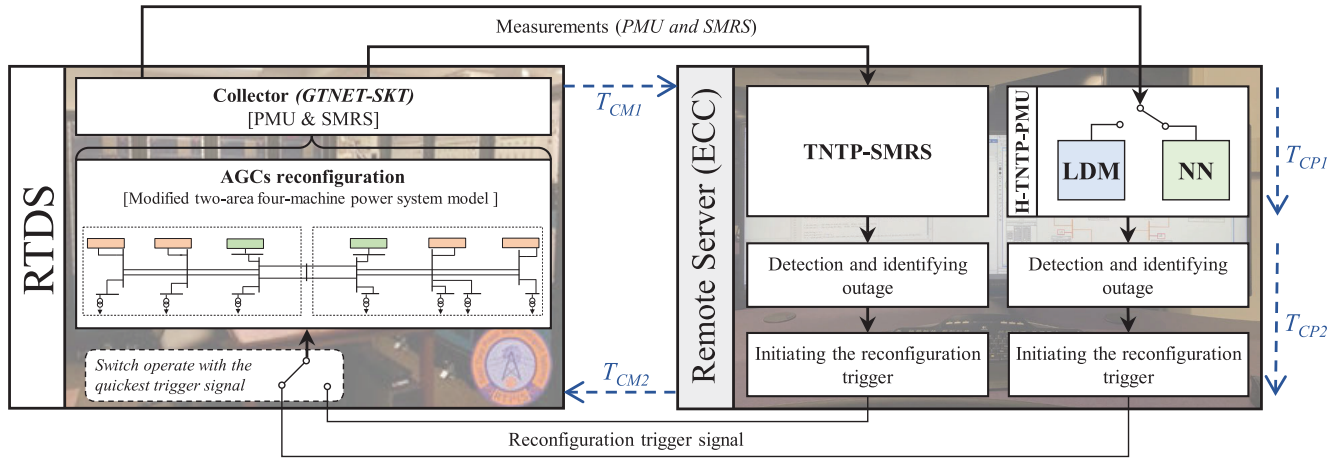 Measurements (PMU and SMRS)
RTDS
Collector (GTNET-SKT)
[PMU & SMRS]
AGCs reconfiguration
[Modified two-area four-machine power system model ]
Switch operate with the
quickest trigger signal
T_CM1
T_CM2
Remote Server (ECC)
TNTP-SMRS
H-TNTP-PMU
LDM
NN
Detection and identifying
outage
Detection and identifying
outage
Initiating the reconfiguration
trigger
Initiating the reconfiguration
trigger
T_CP1
T_CP2
Reconfiguration trigger signal